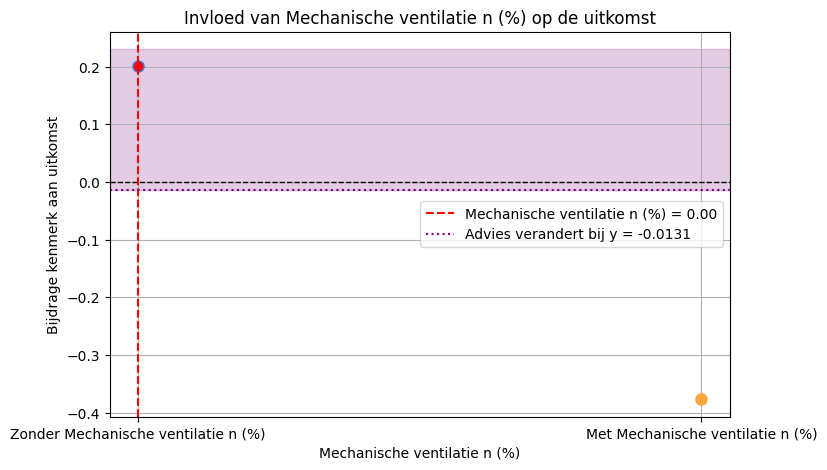 Invloed van Mechanische ventilatie n (%) op de uitkomst
Bijdrage kenmerk aan uitkomst
0.2
0.1
0.0
−0.1
−0.2
−0.3
−0.4
Mechanische ventilatie n (%) = 0.00
Advies verandert bij y = -0.0131
Zonder Mechanische ventilatie n (%)
Met Mechanische ventilatie n (%)
Mechanische ventilatie n (%)